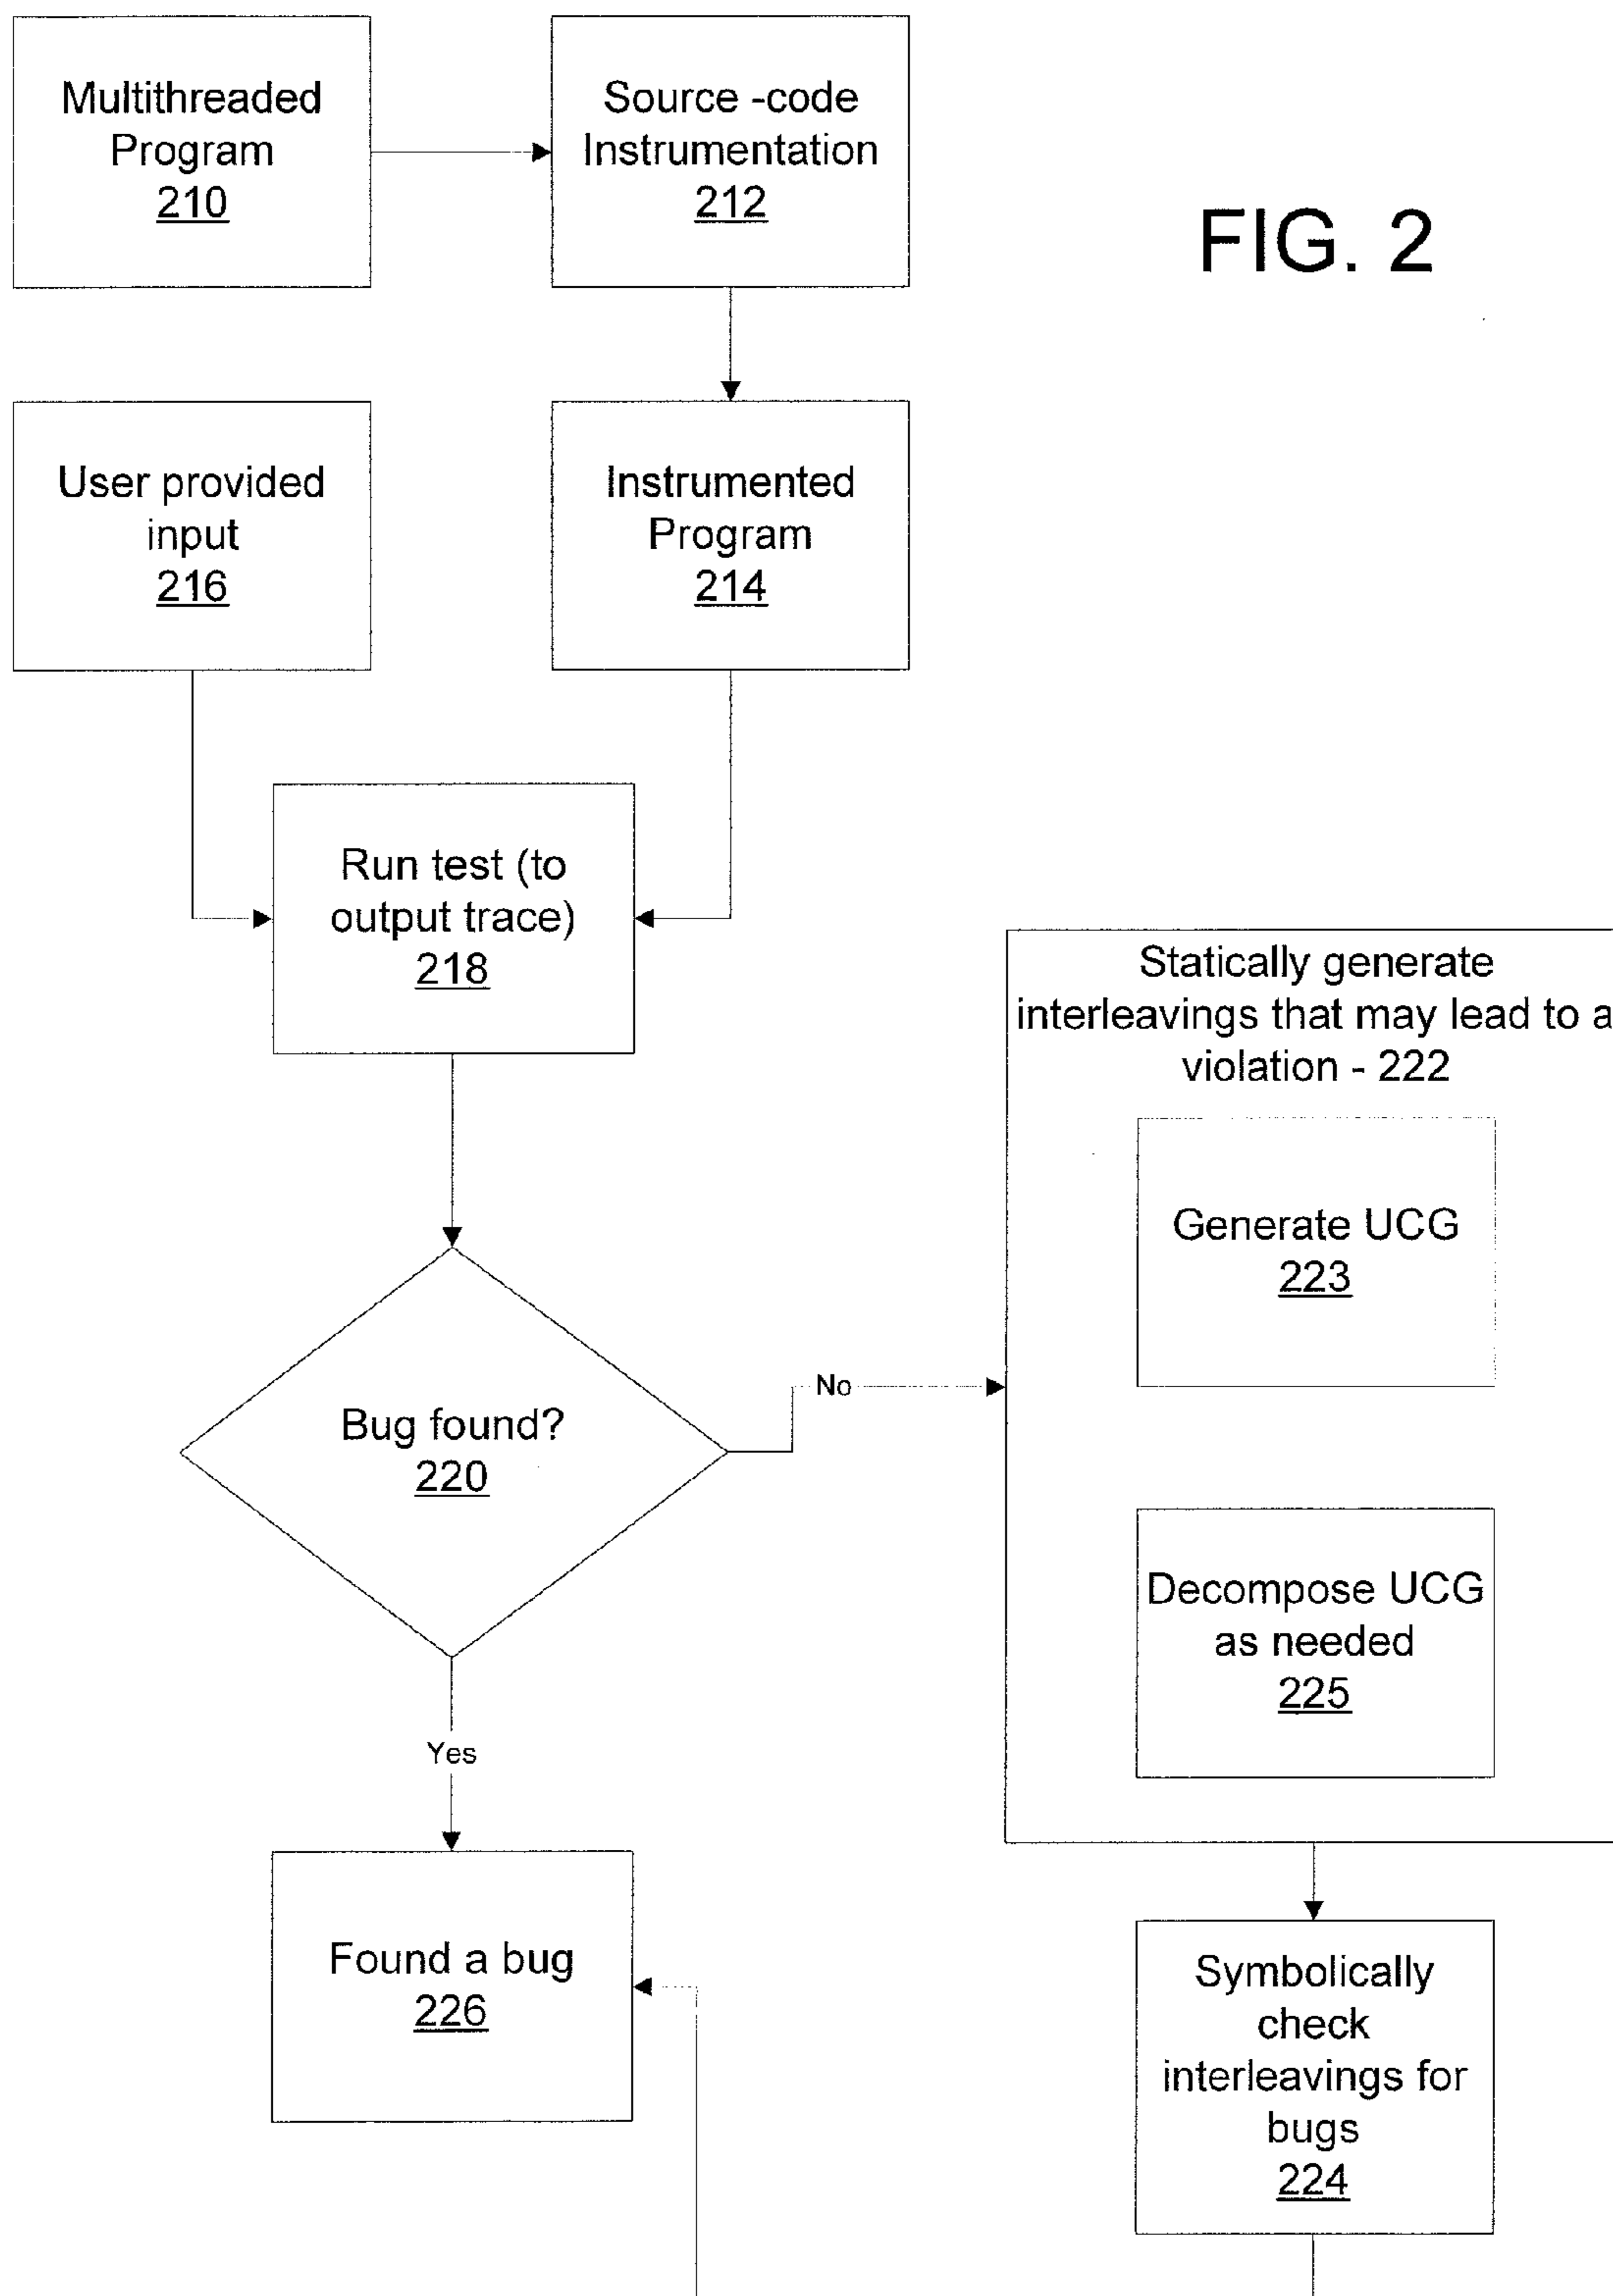 Multithreaded
Program
210
Source -code
Instrumentation
212
FIG. 2
User provided
input
216
Instrumented
Program
214
Run test (to
output trace)
218
Statically generate
interleavings that may lead to a
violation - 222
Generate UCG
223
No
Bug found?
220
Decompose UCG
as needed
225
Yes
Found a bug
226
Symbolically
check
interleavings for
bugs
224